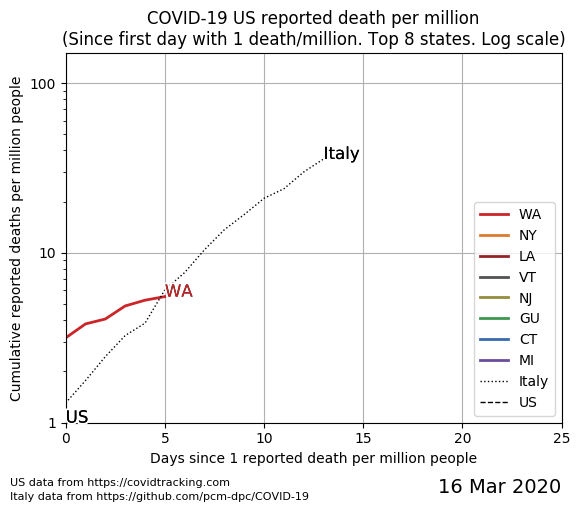 COVID-19 US reported death per million
(Since first day with 1 death/million. Top 8 states. Log scale)
Cumulative reported deaths per million people
100
10
1
Italy
WA
US
WA
NY
LA
VT
NJ
GU
CT
MI
Italy
US
0 5 10 15 20 25
Days since 1 reported death per million people
US data from https://covidtracking.com
Italy data from https://github.com/pcm-dpc/COVID-19
16 Mar 2020